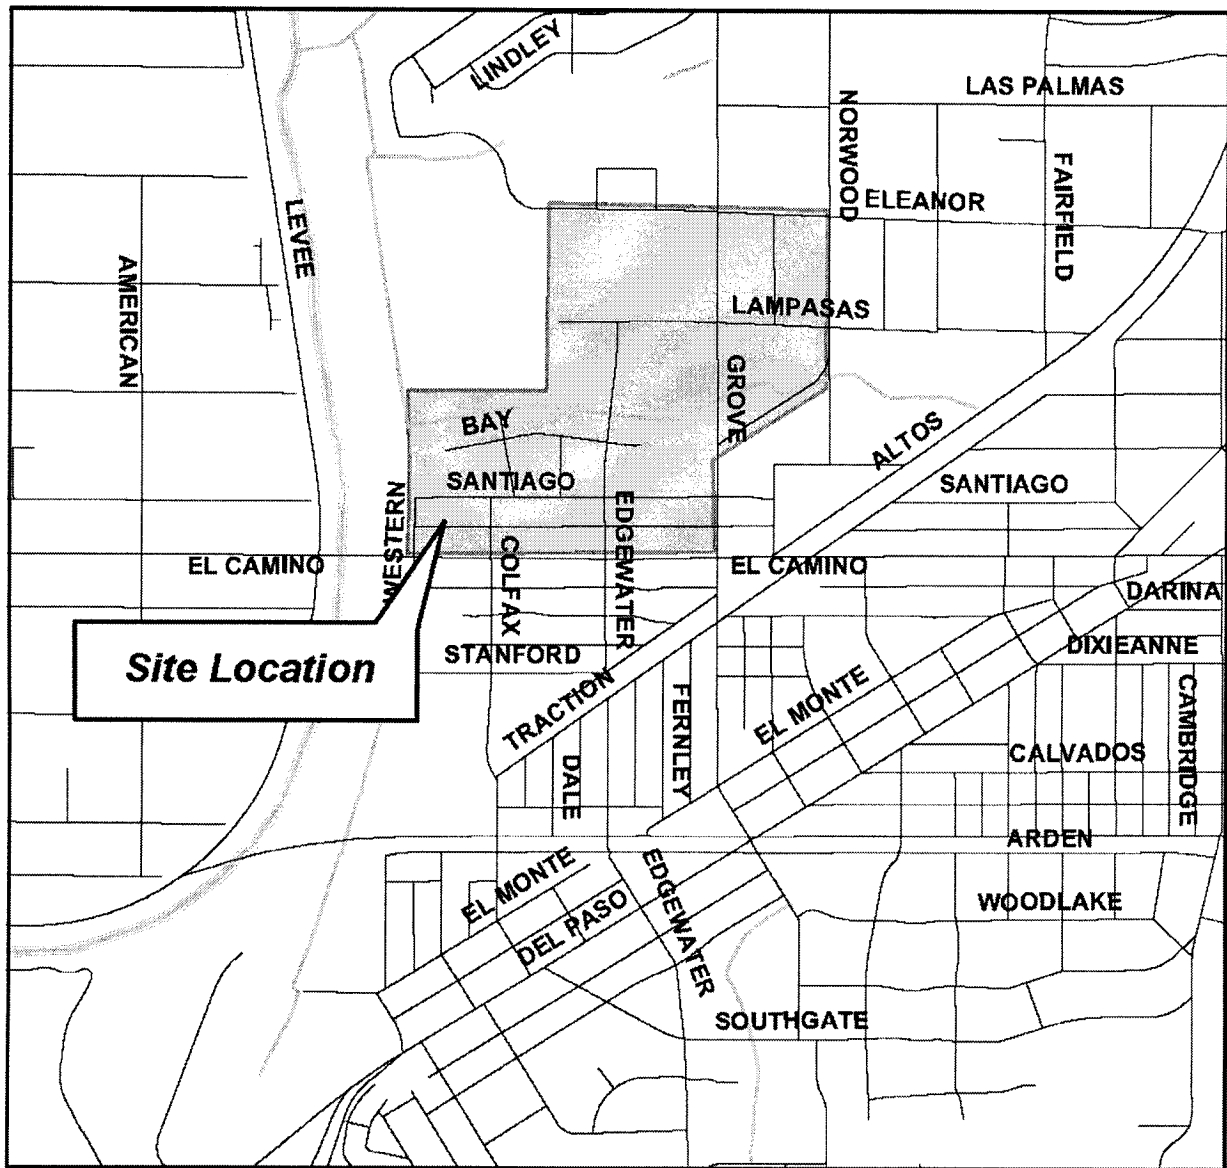 LINDLEY
LAS PALMAS
NORWOOD
FAIRFIELD
ELEANOR
LEVEE
AMERICAN
LAMPASAS
GROVE
BAY
ALTOS
SANTIAGO
SANTIAGO
WESTERN
EDGEWATER
COLFAX
EL CAMINO
EL CAMINO
DARINA
DIXIEANNE
STANFORD
Site Location
TRACTION
FERNLEY
EL MONTE
CAMBRIDGE
DALE
CALVADOS
ARDEN
EL MONTE
EDGEWATER
DEL PASO
WOODLAKE
SOUTHGATE